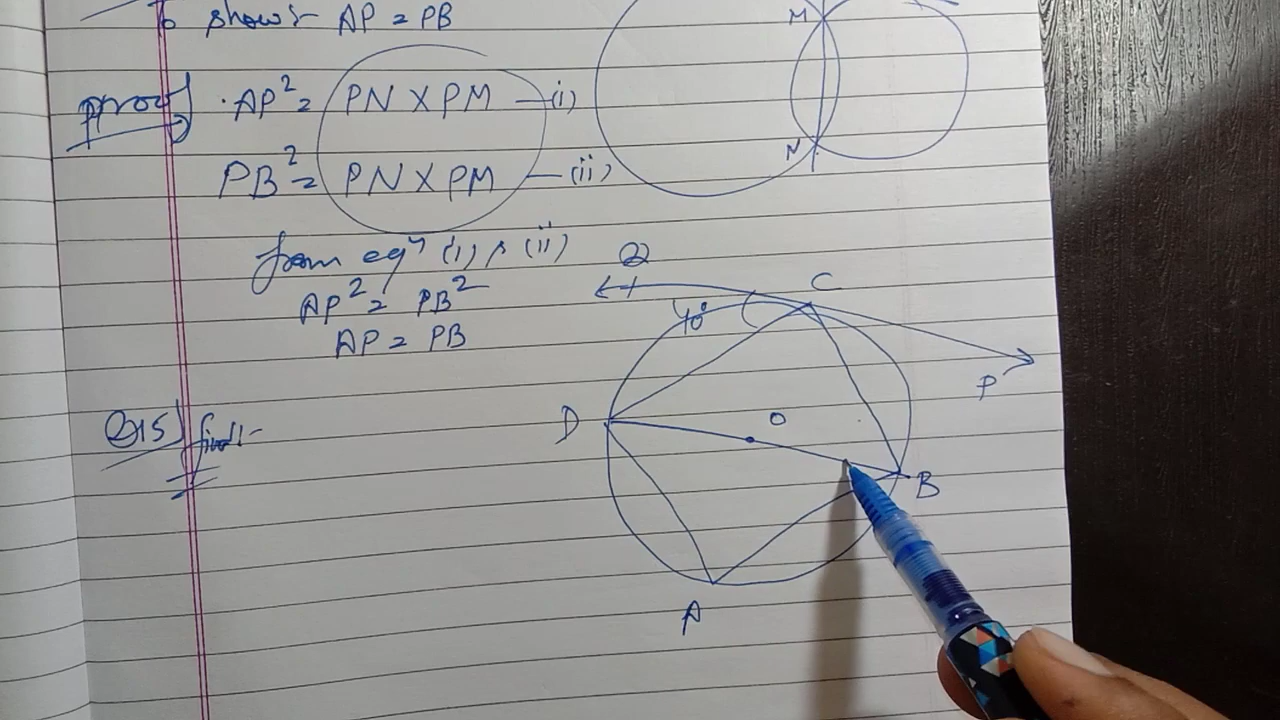 To show:- AP = PB
M
proof
AP² = PN X PM —(i)
N
PB² = PN X PM —(ii)
from eqⁿ (i) & (ii)
Q
AP² = PB²
C
40°
AP = PB
P
Q15) find:-
D
O
B
A